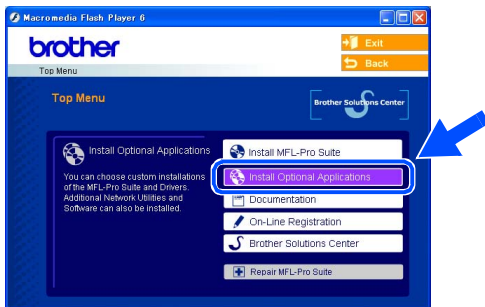 Macromedia Flash Player 6
brother
Exit
Back
Top Menu
Top Menu
Brother Solutions Center
Install Optional Applications
You can choose custom installations
of the MFL-Pro Suite and Drivers.
Additional Network Utilities and
Software can also be installed.
Install MFL-Pro Suite
Install Optional Applications
Documentation
On-Line Registration
Brother Solutions Center
Repair MFL-Pro Suite